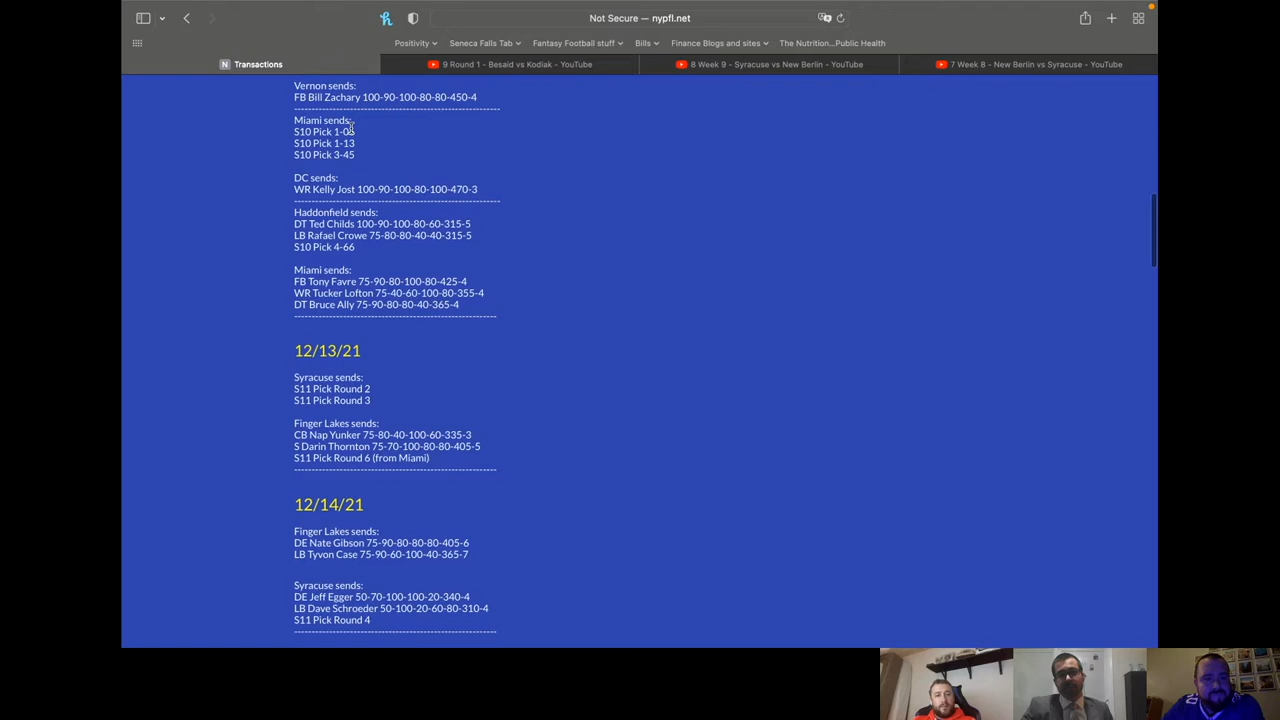 Not Secure — nypfl.net
Positivity
Seneca Falls Tab
Fantasy Football stuff
Bills
Finance Blogs and sites
The Nutrition...Public Health
N Transactions
9 Round 1 - Besaid vs Kodiak - YouTube
8 Week 9 - Syracuse vs New Berlin - YouTube
7 Week 8 - New Berlin vs Syracuse - YouTube
Vernon sends:
FB Bill Zachary 100-90-100-80-80-450-4
------------------------------------------------------------
Miami sends:
S10 Pick
S10 Pick 1-13
S10 Pick 3-45
DC sends:
WR Kelly Jost 100-90-100-80-100-470-3
------------------------------------------------------------
Haddonfield sends:
DT Ted Childs 100-90-100-80-60-315-5
LB Rafael Crowe 75-80-80-40-40-315-5
S10 Pick 4-66
Miami sends:
FB Tony Favre 75-90-80-100-80-425-4
WR Tucker Lofton 75-40-60-100-80-355-4
DT Bruce Ally 75-90-80-80-40-365-4
------------------------------------------------------------
12/13/21
Syracuse sends:
S11 Pick Round 2
S11 Pick Round 3
Finger Lakes sends:
CB Nap Yunker 75-80-40-100-60-335-3
S Darin Thornton 75-70-100-80-80-405-5
S11 Pick Round 6 (from Miami)
------------------------------------------------------------
12/14/21
Finger Lakes sends:
DE Nate Gibson 75-90-80-80-80-405-6
LB Tyvon Case 75-90-60-100-40-365-7
Syracuse sends:
DE Jeff Egger 50-70-100-100-20-340-4
LB Dave Schroeder 50-100-20-60-80-310-4
S11 Pick Round 4
------------------------------------------------------------